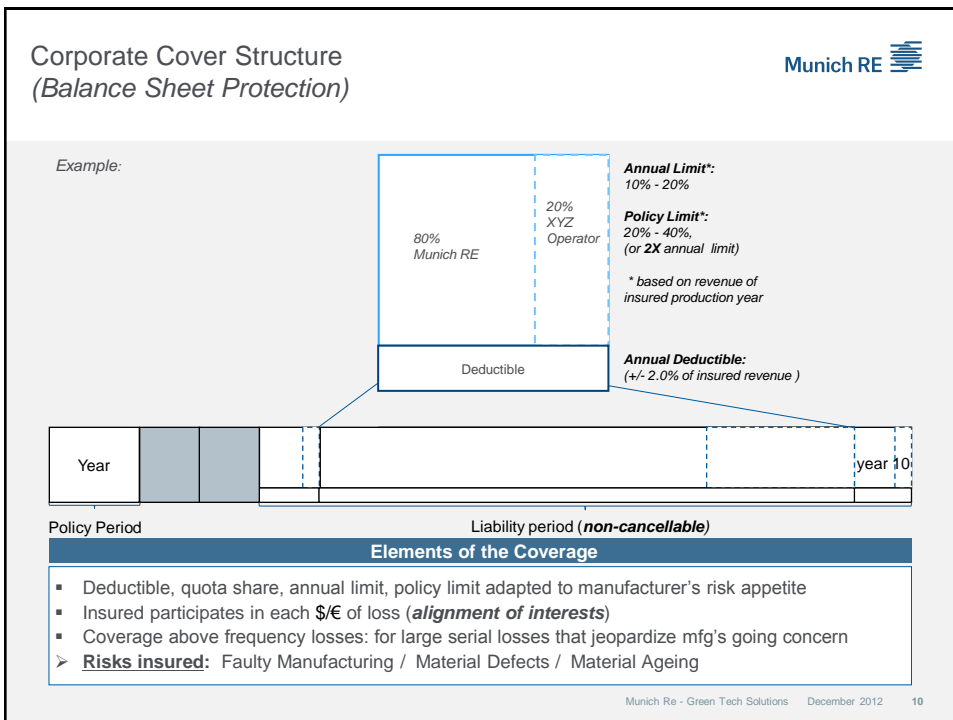 Corporate Cover Structure
(Balance Sheet Protection)
Munich RE
Example:
80%
Munich RE
20%
XYZ
Operator
Annual Limit*:
10% - 20%
Policy Limit*:
20% - 40%,
(or 2X annual limit)
* based on revenue of
insured production year
Deductible
Annual Deductible:
(+/- 2.0% of insured revenue )
Year
year 10
Policy Period
Liability period (non-cancellable)
Elements of the Coverage
▪ Deductible, quota share, annual limit, policy limit adapted to manufacturer's risk appetite
▪ Insured participates in each $/€ of loss (alignment of interests)
▪ Coverage above frequency losses: for large serial losses that jeopardize mfg's going concern
➢ Risks insured: Faulty Manufacturing / Material Defects / Material Ageing
Munich Re - Green Tech Solutions December 2012 10